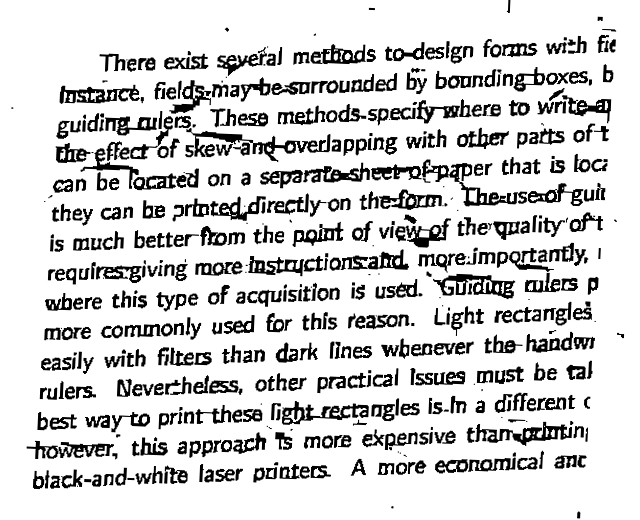 There exist several methods to design forms with fie
instance, fields may be surrounded by bounding boxes, b
guiding rulers. These methods specify where to write a
the effect of skew and overlapping with other parts of t
can be located on a separate sheet of paper that is loca
they can be printed directly on the form. The use of guid
is much better from the point of view of the quality of t
requires giving more instructions and, more importantly,
where this type of acquisition is used. Guiding rulers p
more commonly used for this reason. Light rectangles
easily with filters than dark lines whenever the handwr
rulers. Nevertheless, other practical issues must be tak
best way to print these light rectangles is in a different c
however, this approach is more expensive than printing
black-and-white laser printers. A more economical and